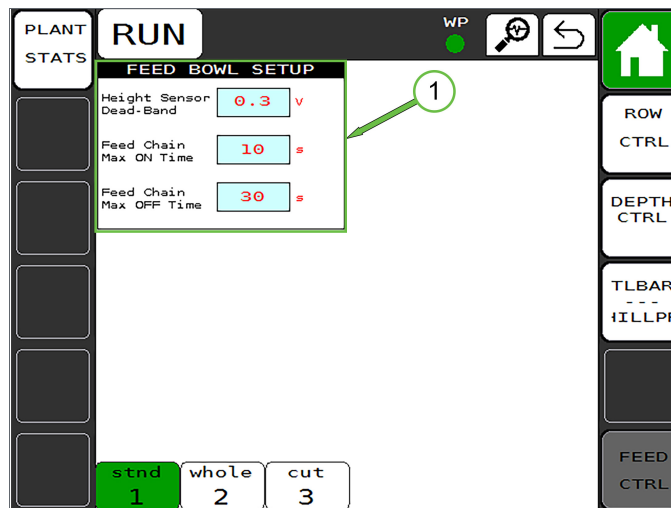 PLANT
STATS
RUN
WP
FEED BOWL SETUP
Height Sensor
Dead-Band
0.3 v
Feed Chain
Max ON Time
10 s
Feed Chain
Max OFF Time
30 s
1
ROW
CTRL
DEPTH
CTRL
TLBAR
---
HILLPR
FEED
CTRL
stnd
1
whole
2
cut
3